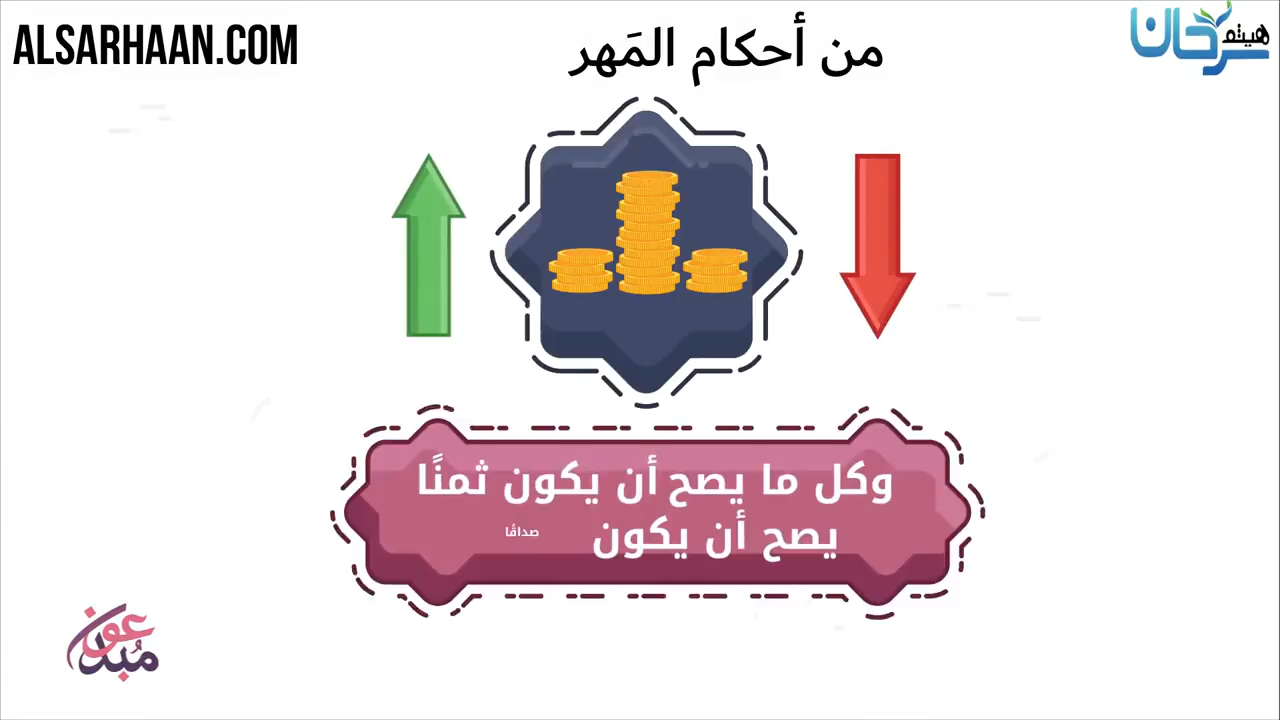 ALSARHAAN.COM
من أحكام المَهر
هيثم سرحان
وكل ما يصح أن يكون ثمنًا
يصح أن يكون صداقًا
مُبدعون